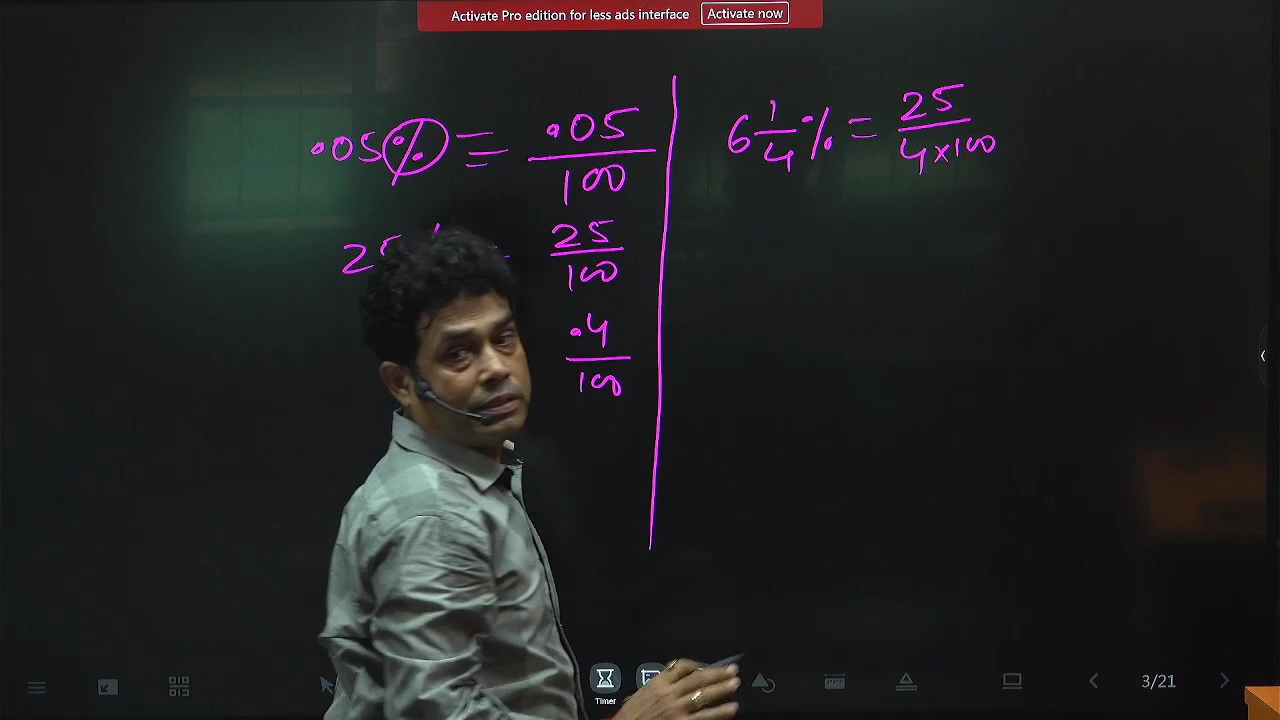 Activate Pro edition for less ads interface Activate now
.05% = .05/100
25 = 25/100
.4/100
6 1/4 % = 25/(4×100)
Timer
3/21